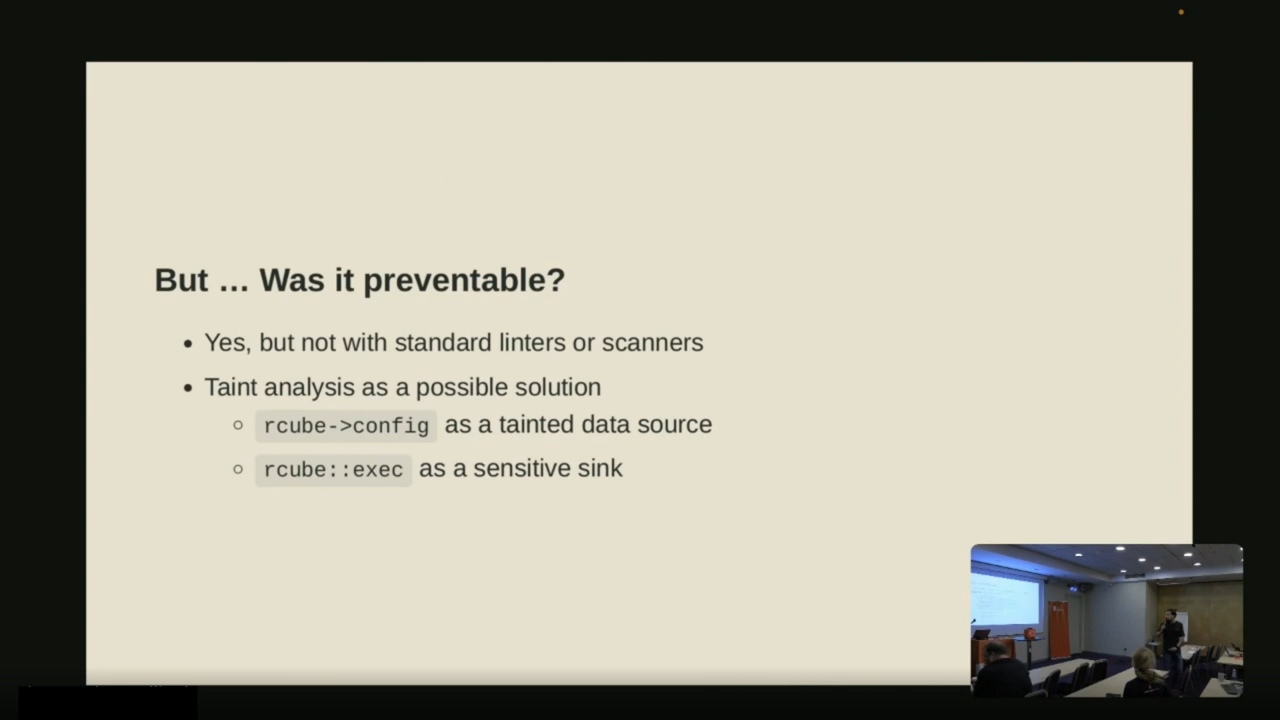 But … Was it preventable?
Yes, but not with standard linters or scanners
Taint analysis as a possible solution
rcube->config as a tainted data source
rcube::exec as a sensitive sink